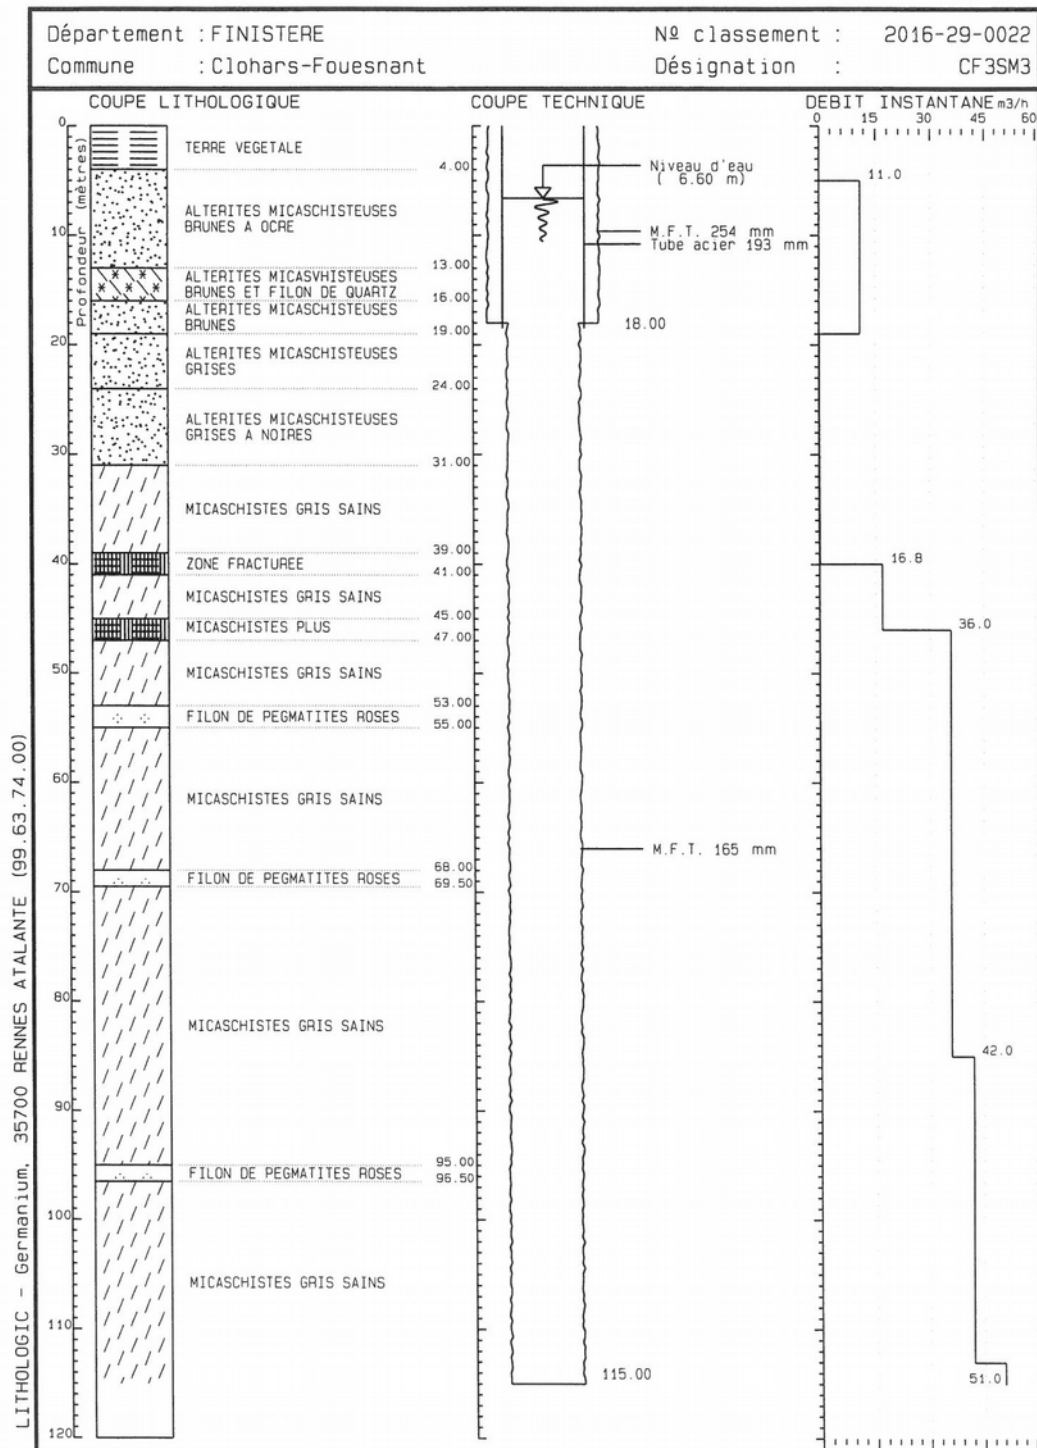 Département : FINISTERE
Nº classement : 2016-29-0022
Commune : Clohars-Fouesnant
Désignation : CF3SM3
COUPE LITHOLOGIQUE
COUPE TECHNIQUE
DEBIT INSTANTANE m3/h
0 15 30 45 60
Profondeur (mètres)
0
10
20
30
40
50
60
70
80
90
100
110
120
TERRE VEGETALE
4.00
ALTERITES MICASCHISTEUSES
BRUNES A OCRE
13.00
ALTERITES MICASVHISTEUSES
BRUNES ET FILON DE QUARTZ
16.00
ALTERITES MICASCHISTEUSES
BRUNES
19.00
ALTERITES MICASCHISTEUSES
GRISES
24.00
ALTERITES MICASCHISTEUSES
GRISES A NOIRES
31.00
MICASCHISTES GRIS SAINS
39.00
ZONE FRACTUREE
41.00
MICASCHISTES GRIS SAINS
45.00
MICASCHISTES PLUS
47.00
MICASCHISTES GRIS SAINS
53.00
FILON DE PEGMATITES ROSES
55.00
MICASCHISTES GRIS SAINS
68.00
FILON DE PEGMATITES ROSES
69.50
MICASCHISTES GRIS SAINS
95.00
FILON DE PEGMATITES ROSES
96.50
MICASCHISTES GRIS SAINS
Niveau d'eau
( 6.60 m)
M.F.T. 254 mm
Tube acier 193 mm
18.00
M.F.T. 165 mm
115.00
11.0
16.8
36.0
42.0
51.0
LITHOLOGIC - Germanium, 35700 RENNES ATALANTE (99.63.74.00)